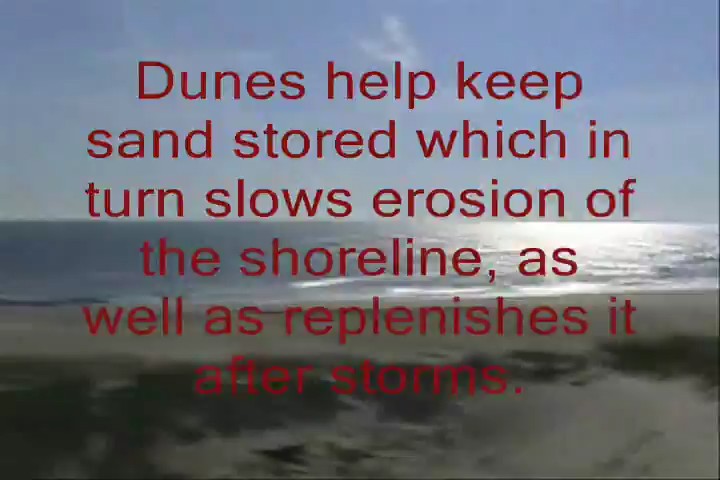 Dunes help keep
sand stored which in
turn slows erosion of
the shoreline, as
well as replenishes it
after storms.